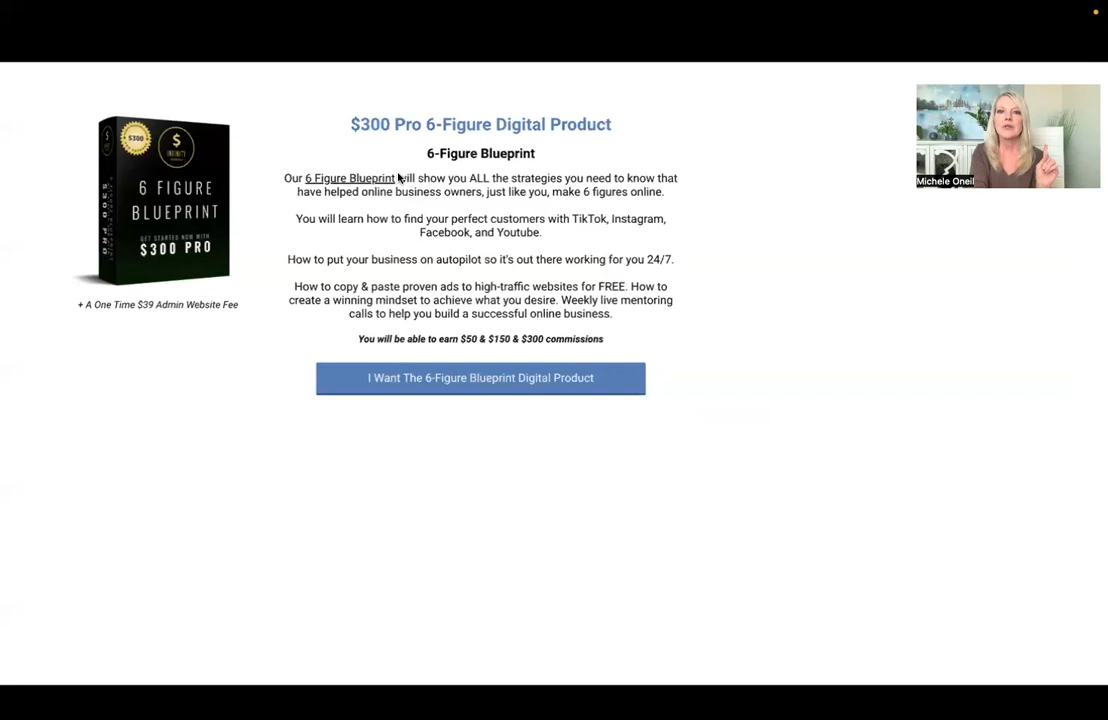 $300 Pro 6-Figure Digital Product
6-Figure Blueprint
Our 6 Figure Blueprint will show you ALL the strategies you need to know that
have helped online business owners, just like you, make 6 figures online.
You will learn how to find your perfect customers with TikTok, Instagram,
Facebook, and Youtube.
How to put your business on autopilot so it's out there working for you 24/7.
How to copy & paste proven ads to high-traffic websites for FREE. How to
create a winning mindset to achieve what you desire. Weekly live mentoring
calls to help you build a successful online business.
You will be able to earn $50 & $150 & $300 commissions
I Want The 6-Figure Blueprint Digital Product
$300
$
INFINITY
6 FIGURE
BLUEPRINT
GET STARTED NOW WITH
$300 PRO
$300 PRO
+ A One Time $39 Admin Website Fee
Michele Oneil